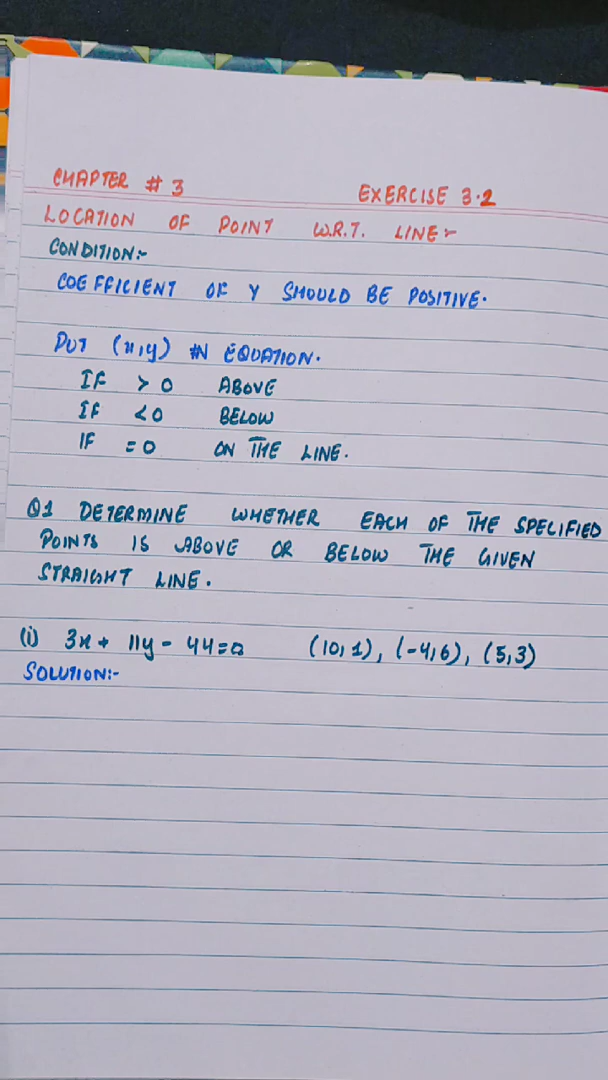 CHAPTER # 3 EXERCISE 3.2
LOCATION OF POINT W.R.T. LINE:-
CONDITION:-
COEFFICIENT OF Y SHOULD BE POSITIVE.
PUT (x,y) IN EQUATION.
IF > 0 ABOVE
IF < 0 BELOW
IF = 0 ON THE LINE.
Q1 DETERMINE WHETHER EACH OF THE SPECIFIED
POINTS IS ABOVE OR BELOW THE GIVEN
STRAIGHT LINE.
(i) 3x + 11y - 44 = 0 (10, 1), (-4, 6), (5, 3)
SOLUTION:-